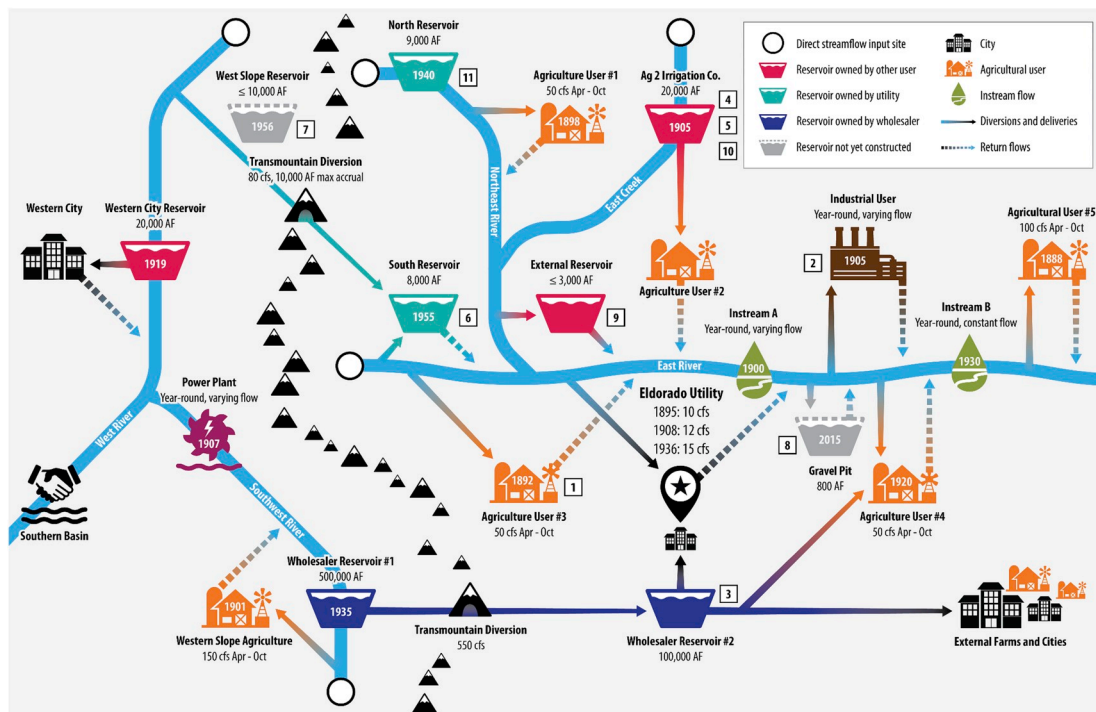 North Reservoir
9,000 AF
1940
11
West Slope Reservoir
≤ 10,000 AF
1956
7
Agriculture User #1
50 cfs Apr - Oct
1898
Ag 2 Irrigation Co.
20,000 AF
1905
4
5
10
Direct streamflow input site
Reservoir owned by other user
Reservoir owned by utility
Reservoir owned by wholesaler
Reservoir not yet constructed
City
Agricultural user
Instream flow
Diversions and deliveries
Return flows
Transmountain Diversion
80 cfs, 10,000 AF max accrual
Northeast River
East Creek
Western City
Western City Reservoir
20,000 AF
1919
South Reservoir
8,000 AF
1955
6
External Reservoir
≤ 3,000 AF
9
Agriculture User #2
Industrial User
Year-round, varying flow
1905
2
Agricultural User #5
100 cfs Apr - Oct
1888
Instream A
Year-round, varying flow
1900
Instream B
Year-round, constant flow
1930
East River
Power Plant
Year-round, varying flow
1907
West River
Southwest River
Southern Basin
Eldorado Utility
1895: 10 cfs
1908: 12 cfs
1936: 15 cfs
1892
1
Agriculture User #3
50 cfs Apr - Oct
8
2015
Gravel Pit
800 AF
1920
Agriculture User #4
50 cfs Apr - Oct
Wholesaler Reservoir #1
500,000 AF
1935
1901
Western Slope Agriculture
150 cfs Apr - Oct
Transmountain Diversion
550 cfs
3
Wholesaler Reservoir #2
100,000 AF
External Farms and Cities